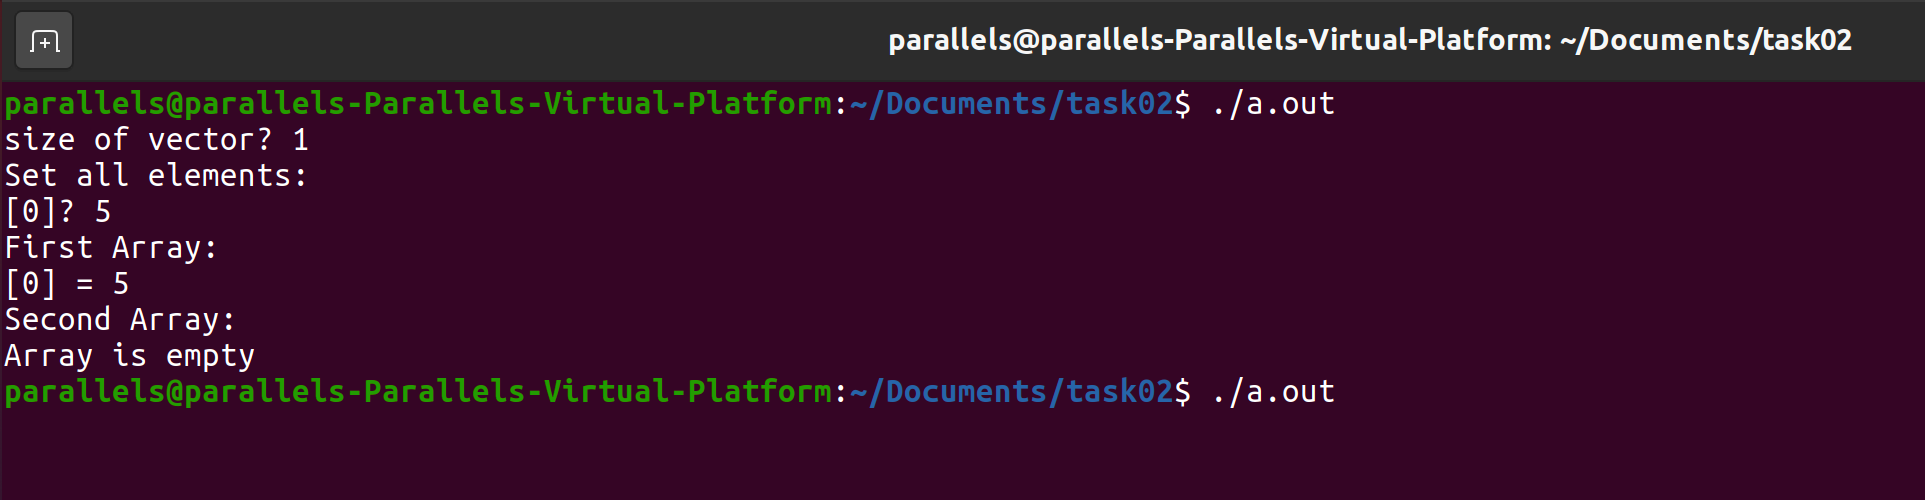 parallels@parallels-Parallels-Virtual-Platform: ~/Documents/task02
parallels@parallels-Parallels-Virtual-Platform:~/Documents/task02$ ./a.out
size of vector? 1
Set all elements:
[0]? 5
First Array:
[0] = 5
Second Array:
Array is empty
parallels@parallels-Parallels-Virtual-Platform:~/Documents/task02$ ./a.out